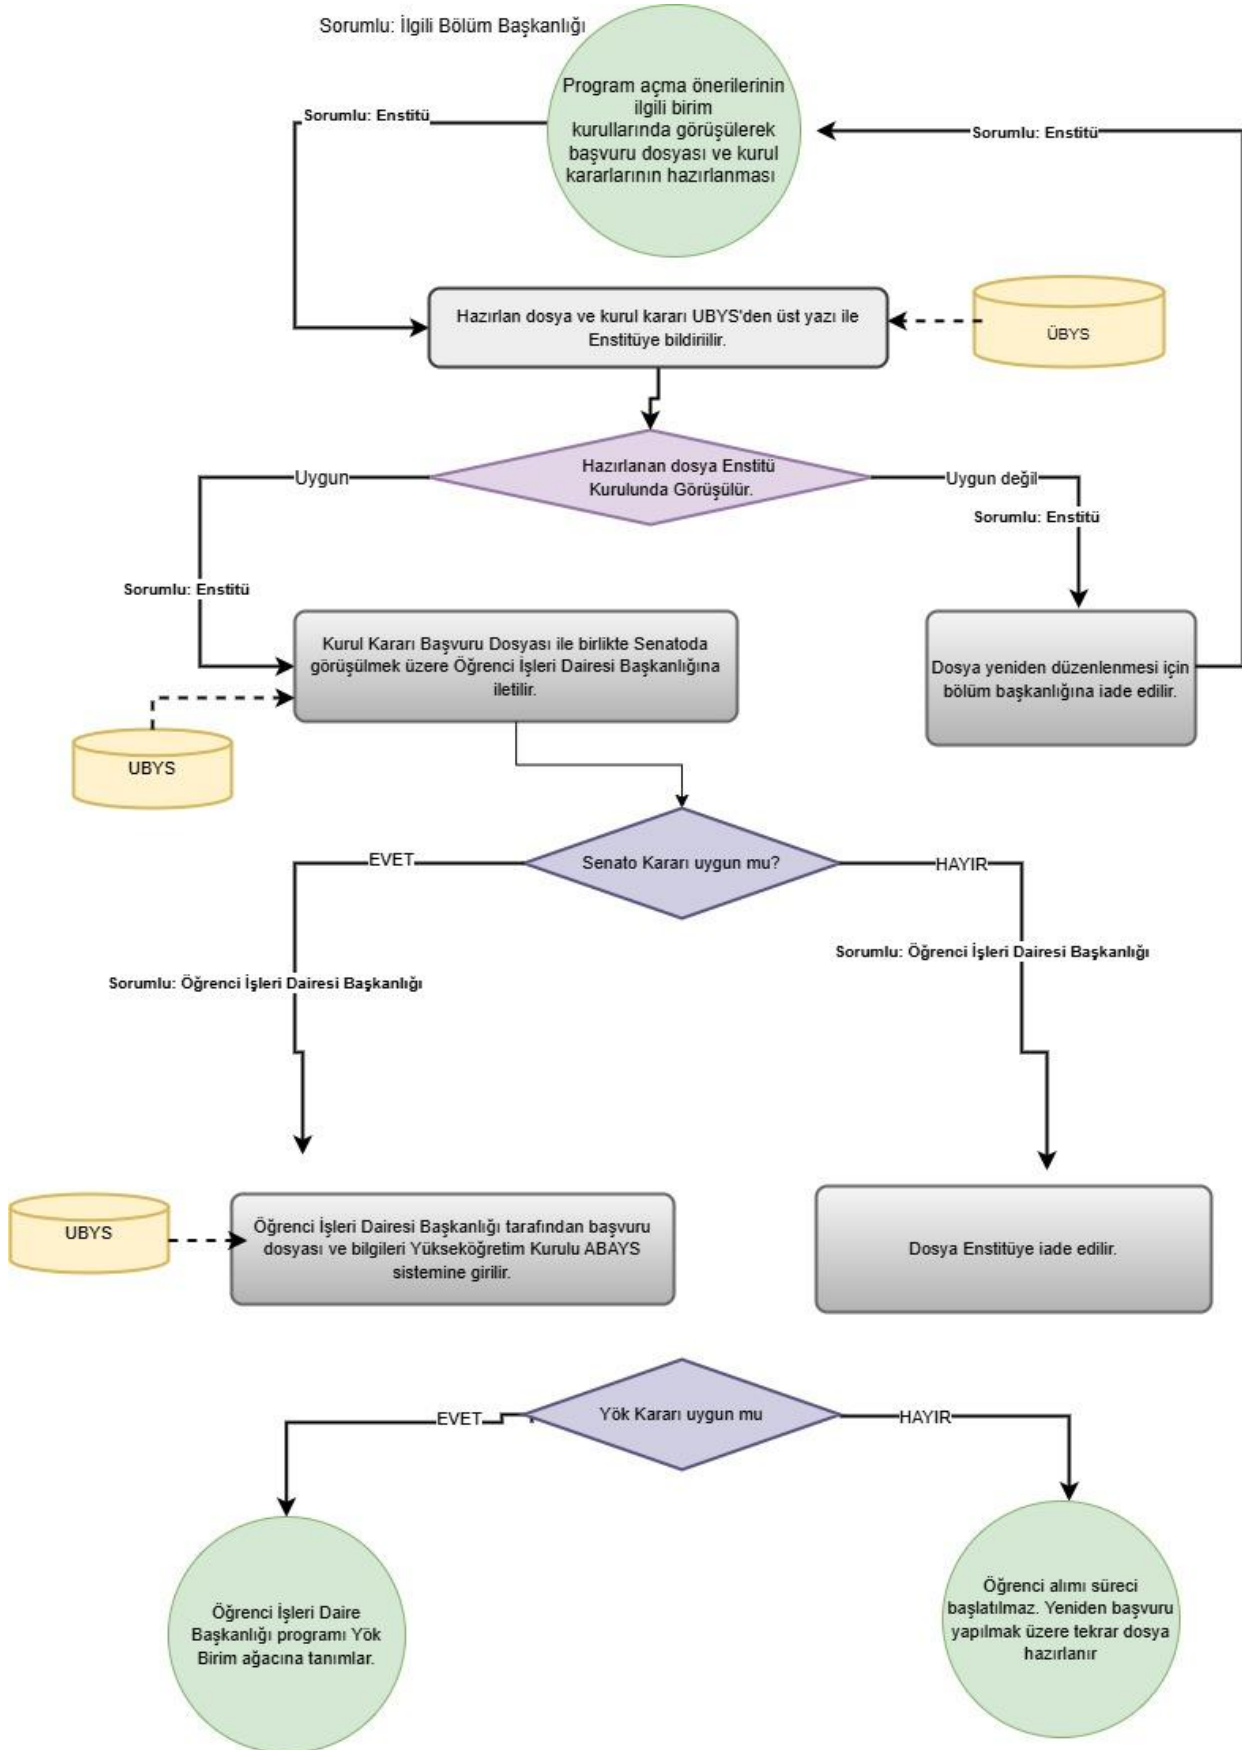 Sorumlu: İlgili Bölüm Başkanlığı
Program açma önerilerinin
ilgili birim
kurullarında görüşülerek
başvuru dosyası ve kurul
kararlarının hazırlanması
Sorumlu: Enstitü
Sorumlu: Enstitü
Hazırlan dosya ve kurul kararı UBYS'den üst yazı ile
Enstitüye bildiriilir.
ÜBYS
Hazırlanan dosya Enstitü
Kurulunda Görüşülür.
Uygun
Uygun değil
Sorumlu: Enstitü
Sorumlu: Enstitü
Kurul Kararı Başvuru Dosyası ile birlikte Senatoda
görüşülmek üzere Öğrenci İşleri Dairesi Başkanlığına
iletilir.
Dosya yeniden düzenlenmesi için
bölüm başkanlığına iade edilir.
UBYS
Senato Kararı uygun mu?
EVET
HAYIR
Sorumlu: Öğrenci İşleri Dairesi Başkanlığı
Sorumlu: Öğrenci İşleri Dairesi Başkanlığı
UBYS
Öğrenci İşleri Dairesi Başkanlığı tarafından başvuru
dosyası ve bilgileri Yükseköğretim Kurulu ABAYS
sistemine girilir.
Dosya Enstitüye iade edilir.
Yök Kararı uygun mu
EVET
HAYIR
Öğrenci İşleri Daire
Başkanlığı programı Yök
Birim ağacına tanımlar.
Öğrenci alımı süreci
başlatılmaz. Yeniden başvuru
yapılmak üzere tekrar dosya
hazırlanır